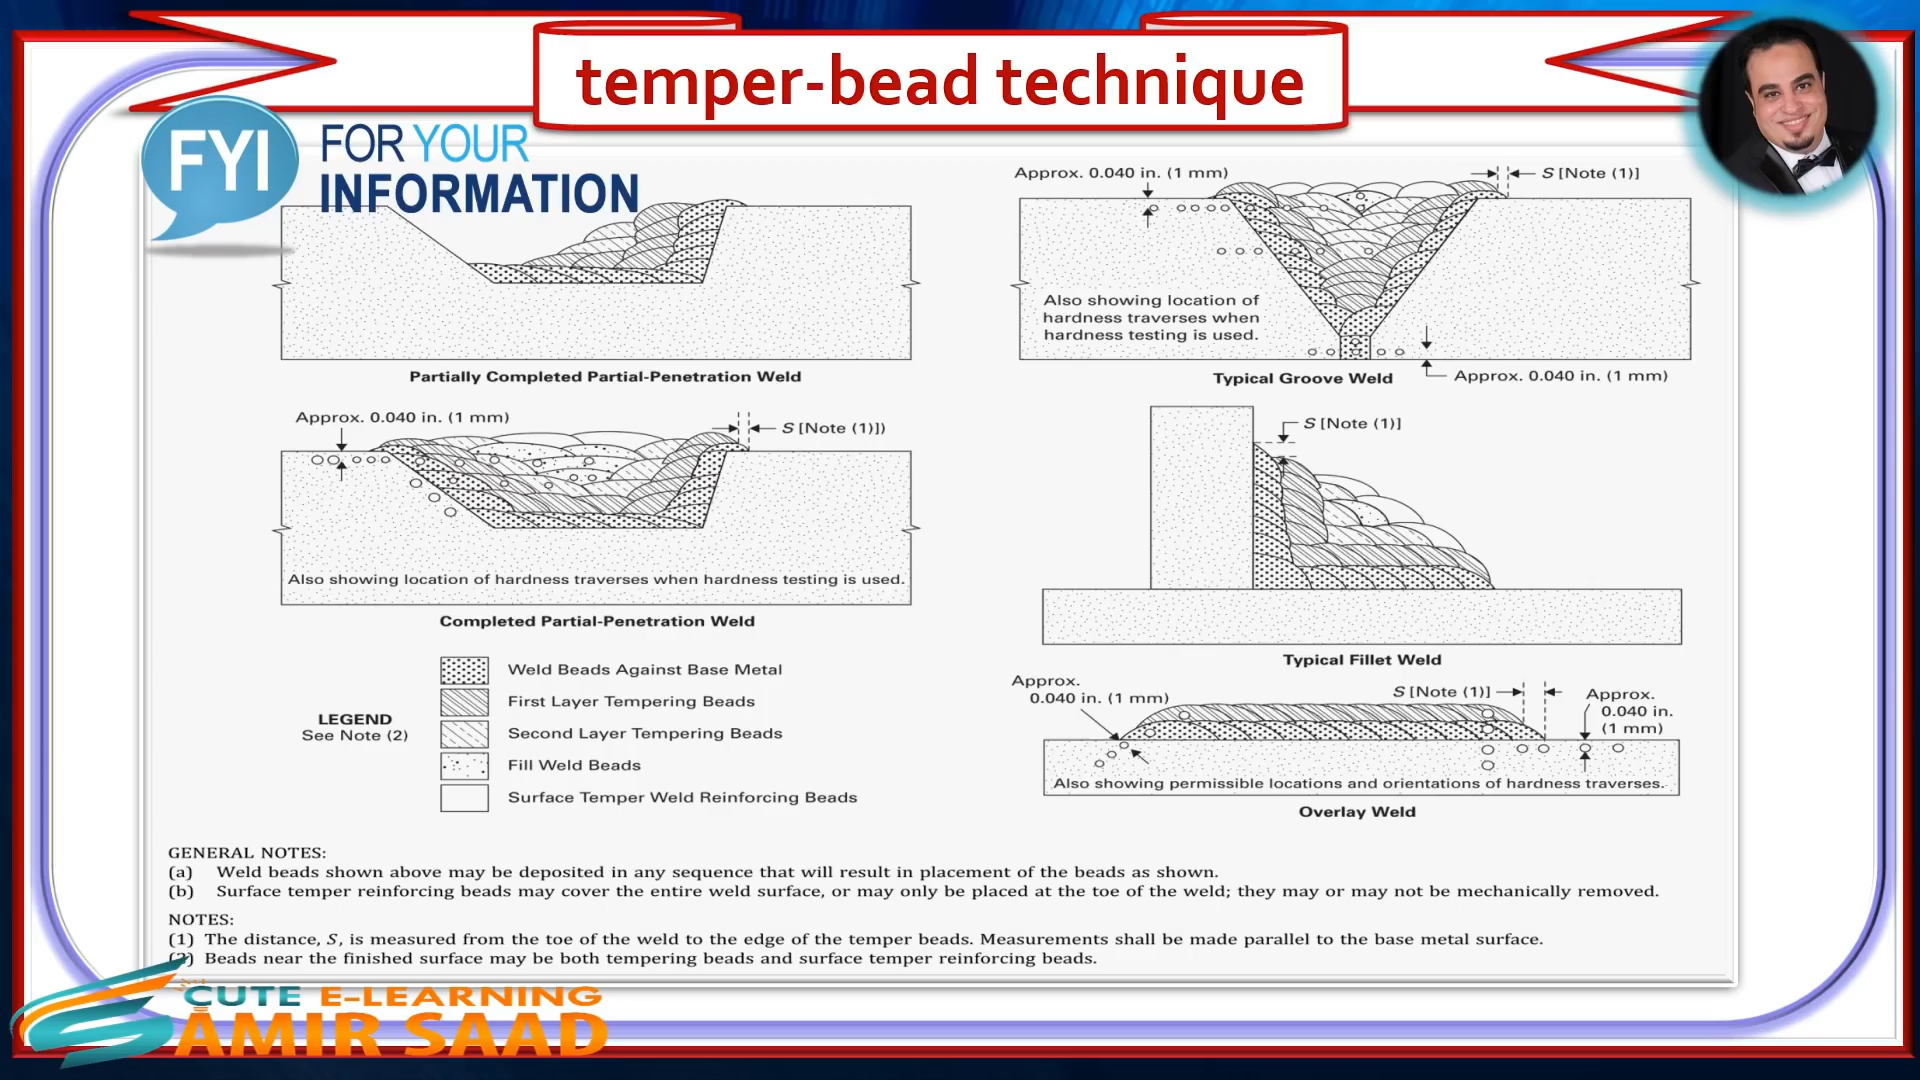 temper-bead technique
FYI
FOR YOUR
INFORMATION
Partially Completed Partial-Penetration Weld
Approx. 0.040 in. (1 mm)
S [Note (1)]
Also showing location of
hardness traverses when
hardness testing is used.
Typical Groove Weld
Approx. 0.040 in. (1 mm)
Approx. 0.040 in. (1 mm)
S [Note (1)])
Also showing location of hardness traverses when hardness testing is used.
Completed Partial-Penetration Weld
S [Note (1)]
Typical Fillet Weld
LEGEND
See Note (2)
Weld Beads Against Base Metal
First Layer Tempering Beads
Second Layer Tempering Beads
Fill Weld Beads
Surface Temper Weld Reinforcing Beads
Approx.
0.040 in. (1 mm)
S [Note (1)]
Approx.
0.040 in.
(1 mm)
Also showing permissible locations and orientations of hardness traverses.
Overlay Weld
GENERAL NOTES:
(a) Weld beads shown above may be deposited in any sequence that will result in placement of the beads as shown.
(b) Surface temper reinforcing beads may cover the entire weld surface, or may only be placed at the toe of the weld; they may or may not be mechanically removed.
NOTES:
(1) The distance, S, is measured from the toe of the weld to the edge of the temper beads. Measurements shall be made parallel to the base metal surface.
(2) Beads near the finished surface may be both tempering beads and surface temper reinforcing beads.
CUTE E-LEARNING
AMIR SAAD